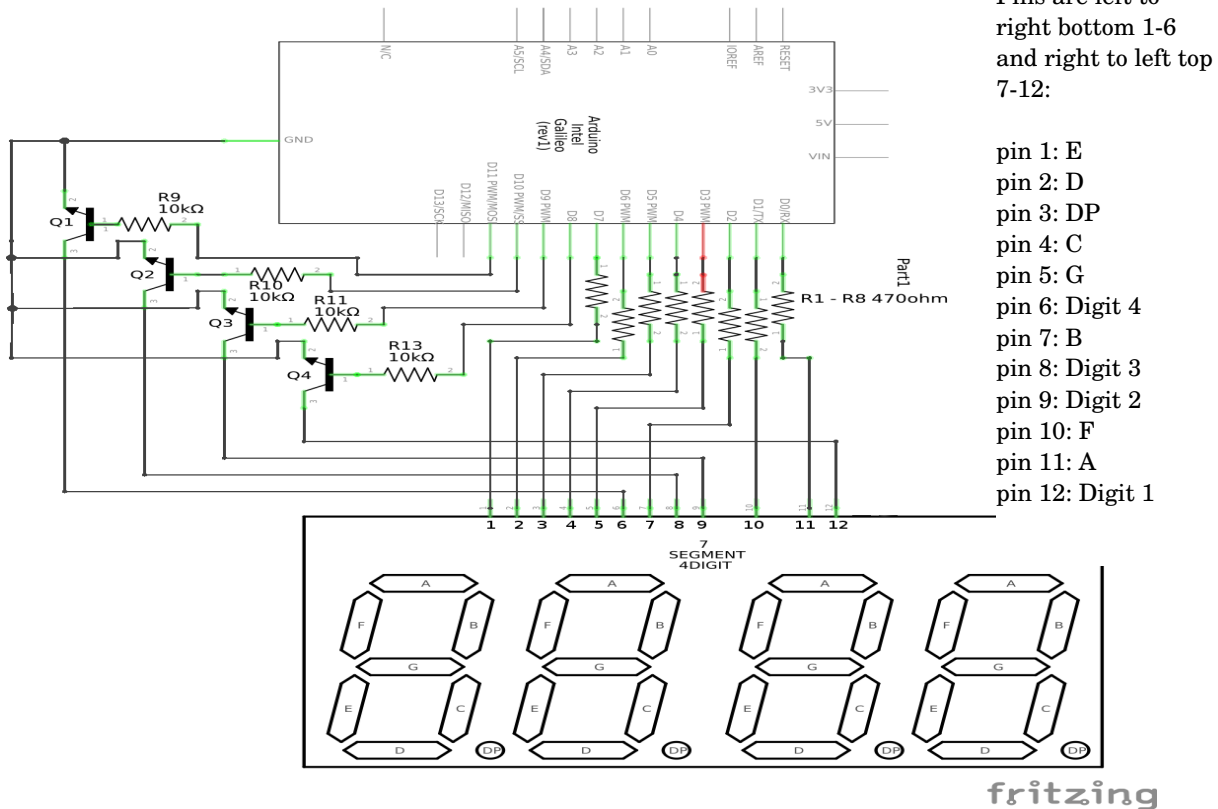 Pins are left to
right bottom 1-6
and right to left top
7-12:
pin 1: E
pin 2: D
pin 3: DP
pin 4: C
pin 5: G
pin 6: Digit 4
pin 7: B
pin 8: Digit 3
pin 9: Digit 2
pin 10: F
pin 11: A
pin 12: Digit 1
N/C
A5/SCL
A4/SDA
A3
A2
A1
A0
IOREF
AREF
RESET
3V3
5V
VIN
GND
Arduino
Intel
Galileo
(rev1)
D13/SCK
D12/MISO
D11 PWM/MOSI
D10 PWM/SS
D9 PWM
D8
D7
D6 PWM
D5 PWM
D4
D3 PWM
D2
D1/TX
D0/RX
Part1
R1 - R8 470ohm
Q1
R9
10kΩ
Q2
R10
10kΩ
Q3
R11
10kΩ
Q4
R13
10kΩ
1 2 3 4 5 6 7 8 9 10 11 12
7
SEGMENT
4DIGIT
A A A A
F B F B F B F B
G G G G
E C E C E C E C
D DP D DP D DP D DP
fritzing